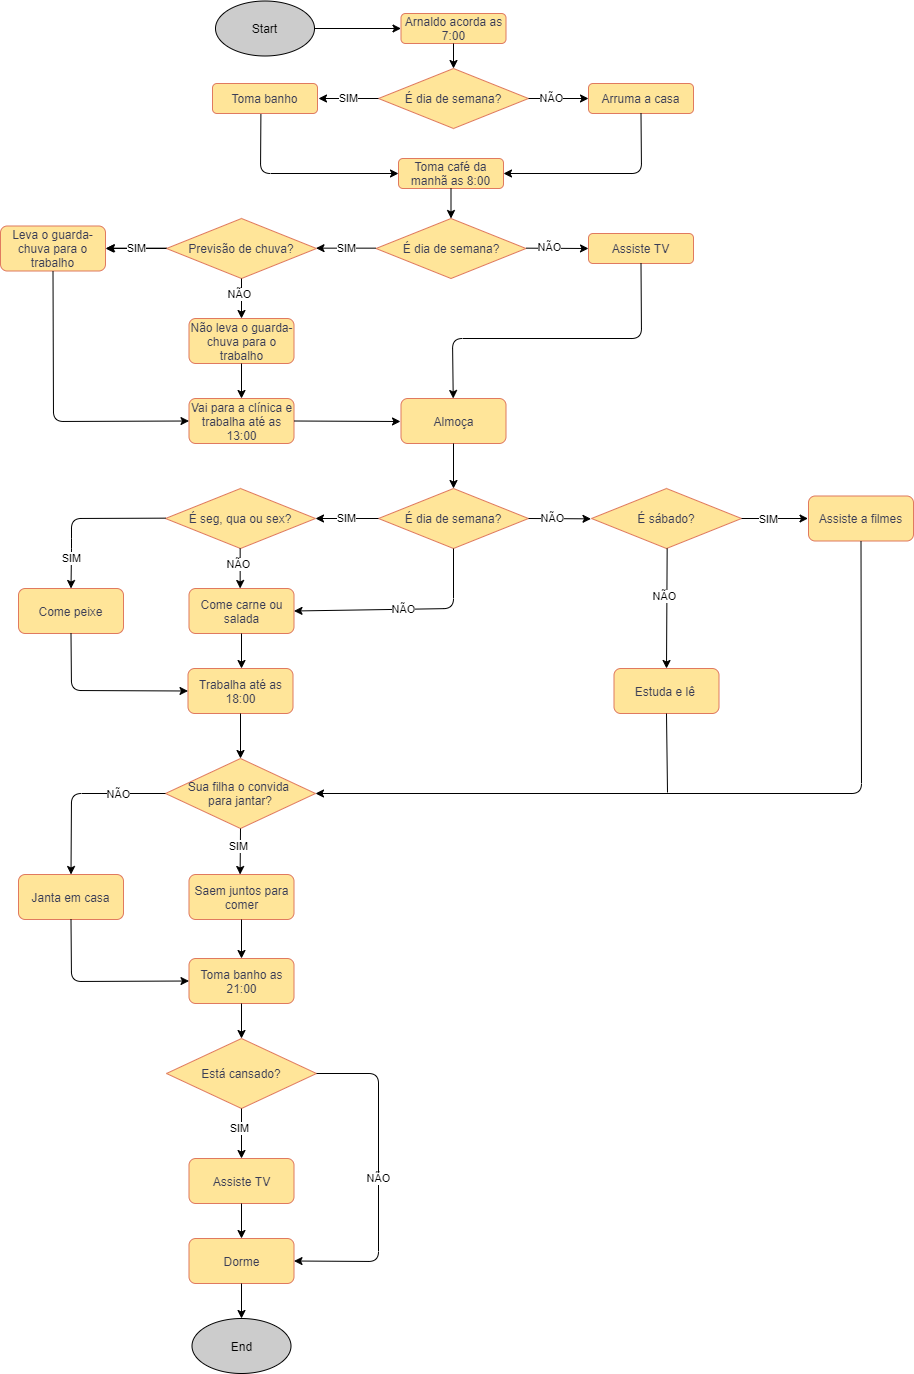 Start
Arnaldo acorda as
7:00
Toma banho
SIM
É dia de semana?
NÃO
Arruma a casa
Toma café da
manhã as 8:00
Leva o guarda-
chuva para o
trabalho
SIM
Previsão de chuva?
SIM
É dia de semana?
NÃO
Assiste TV
NÃO
Não leva o guarda-
chuva para o
trabalho
Vai para a clínica e
trabalha até as
13:00
Almoça
É seg, qua ou sex?
SIM
É dia de semana?
NÃO
É sábado?
SIM
Assiste a filmes
SIM
NÃO
NÃO
Come peixe
Come carne ou
salada
NÃO
Trabalha até as
18:00
Estuda e lê
NÃO
Sua filha o convida
para jantar?
SIM
Janta em casa
Saem juntos para
comer
Toma banho as
21:00
Está cansado?
SIM
NÃO
Assiste TV
Dorme
End